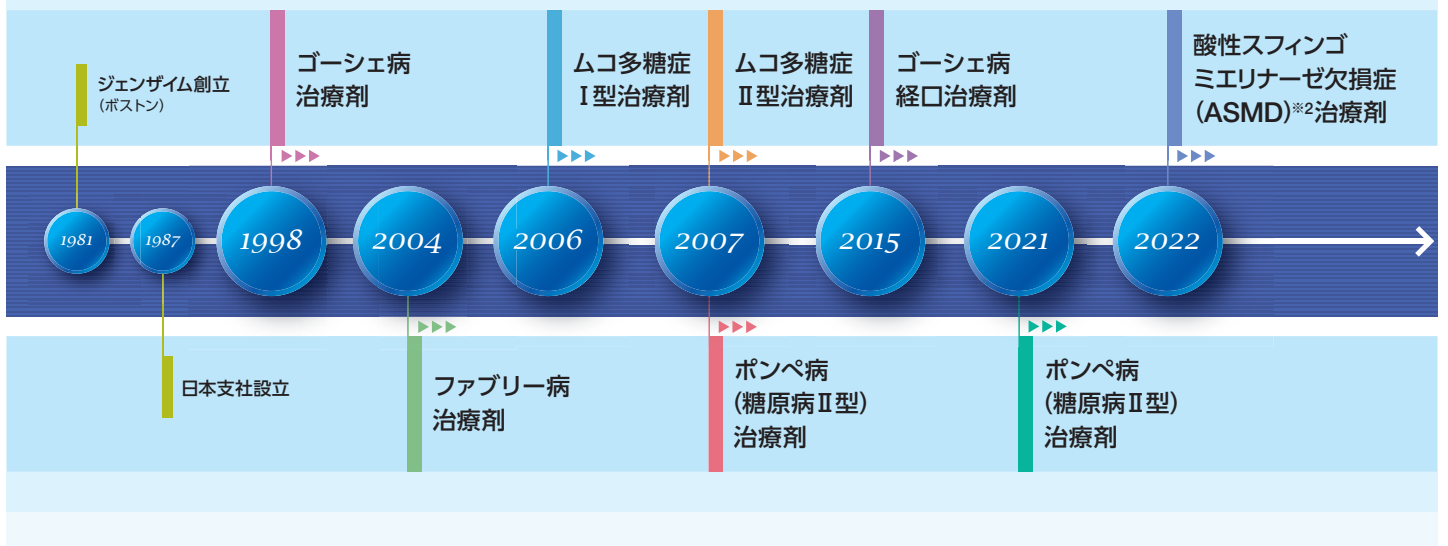 ジェンザイム創立
(ボストン)
ゴーシェ病
治療剤
ムコ多糖症
Ⅰ型治療剤
ムコ多糖症
Ⅱ型治療剤
ゴーシェ病
経口治療剤
酸性スフィンゴ
ミエリナーゼ欠損症
(ASMD)※2治療剤
1981
1987
1998
2004
2006
2007
2015
2021
2022
日本支社設立
ファブリー病
治療剤
ポンペ病
(糖原病Ⅱ型)
治療剤
ポンペ病
(糖原病Ⅱ型)
治療剤